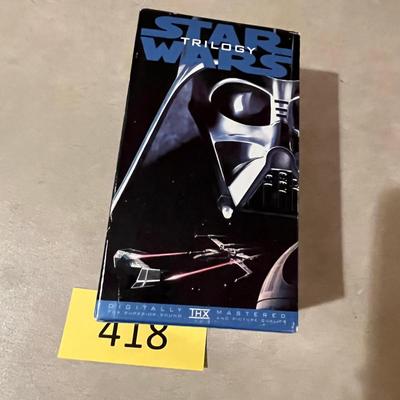 STAR
TRILOGY
WARS
DIGITALLY THX MASTERED
FOR SUPERIOR SOUND AND PICTURE QUALITY
418